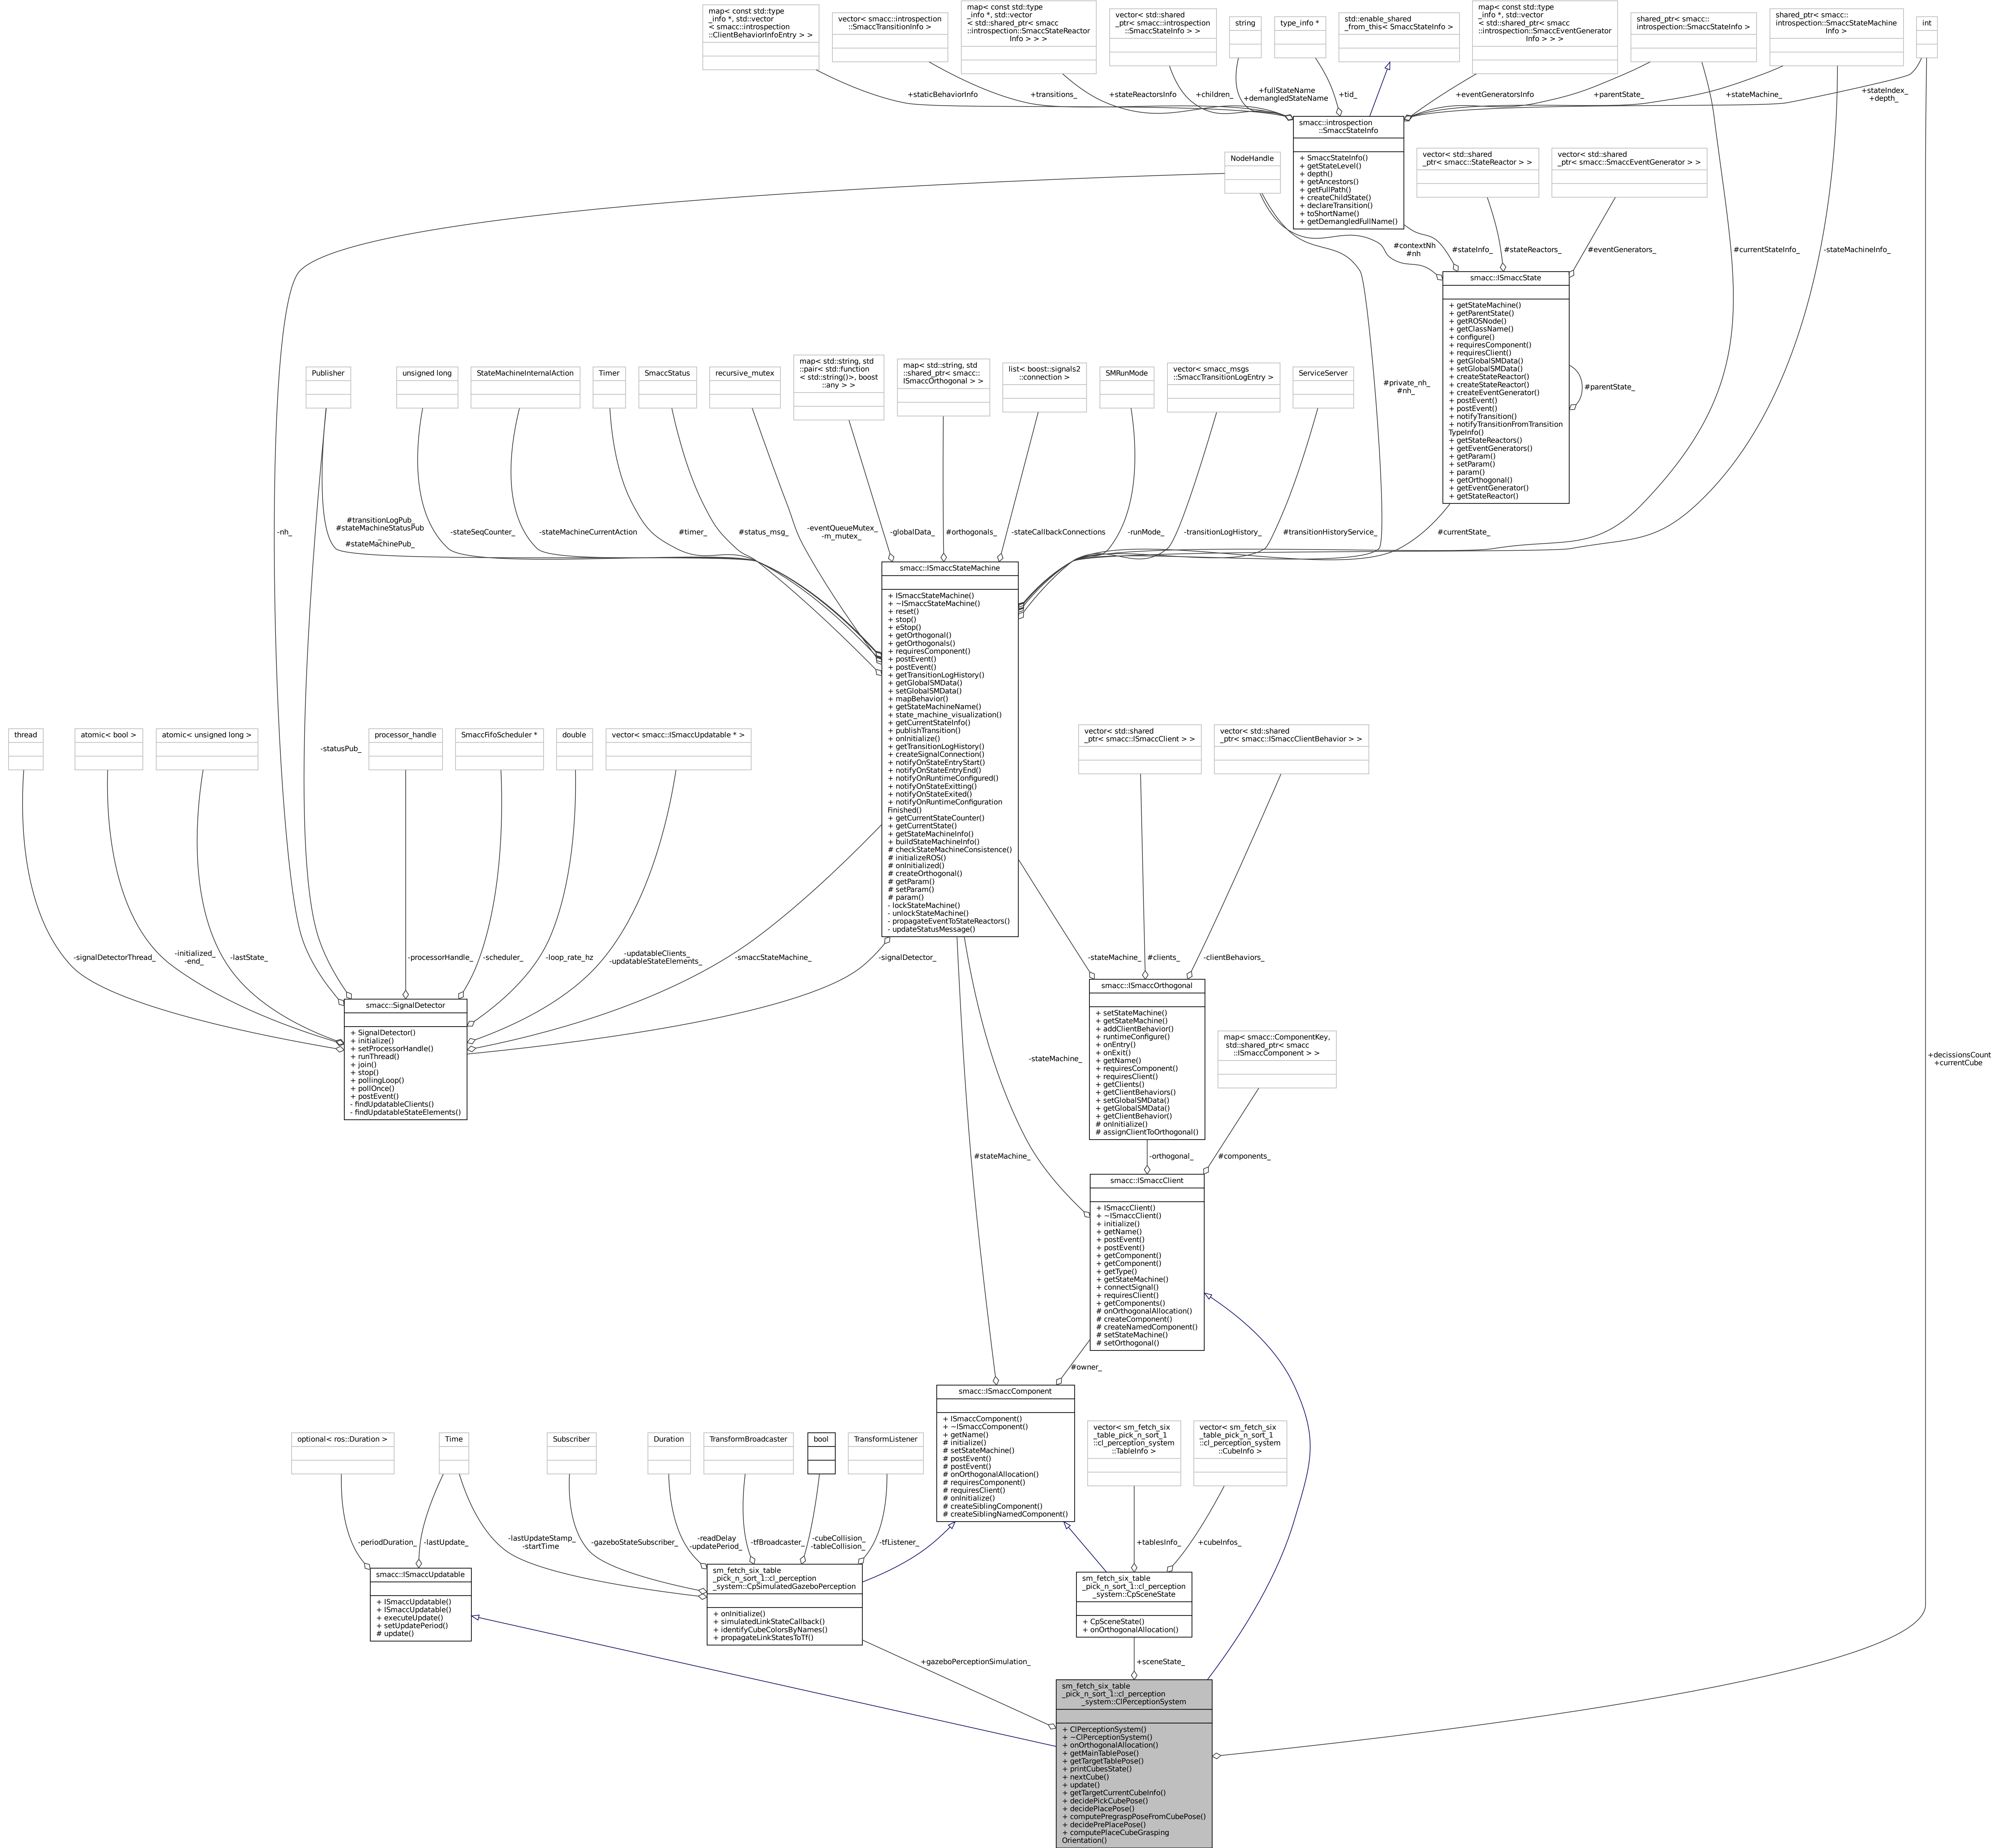 map< const std::type
_info *, std::vector
< smacc::introspection
::ClientBehaviorInfoEntry > >
vector< smacc::introspection
::SmaccTransitionInfo >
map< const std::type
_info *, std::vector
< std::shared_ptr< smacc
::introspection::SmaccStateReactor
Info > > >
vector< std::shared
_ptr< smacc::introspection
::SmaccStateInfo > >
string
type_info *
std::enable_shared
_from_this< SmaccStateInfo >
map< const std::type
_info *, std::vector
< std::shared_ptr< smacc
::introspection::SmaccEventGenerator
Info > > >
shared_ptr< smacc::
introspection::SmaccStateInfo >
shared_ptr< smacc::
introspection::SmaccStateMachine
Info >
int
+staticBehaviorInfo
+transitions_
+stateReactorsInfo
+children_
+fullStateName
+demangledStateName
+tid_
+eventGeneratorsInfo
+parentState_
+stateMachine_
+stateIndex_
+depth_
smacc::introspection
::SmaccStateInfo
+ SmaccStateInfo()
+ getStateLevel()
+ depth()
+ getAncestors()
+ getFullPath()
+ createChildState()
+ declareTransition()
+ toShortName()
+ getDemangledFullName()
NodeHandle
vector< std::shared
_ptr< smacc::StateReactor > >
vector< std::shared
_ptr< smacc::SmaccEventGenerator > >
#contextNh
#nh
#stateInfo_
#stateReactors_
#eventGenerators_
#currentStateInfo_
-stateMachineInfo_
smacc::ISmaccState
+ getStateMachine()
+ getParentState()
+ getROSNode()
+ getClassName()
+ configure()
+ requiresComponent()
+ requiresClient()
+ getGlobalSMData()
+ setGlobalSMData()
+ createStateReactor()
+ createStateReactor()
+ createEventGenerator()
+ postEvent()
+ postEvent()
+ notifyTransition()
+ notifyTransitionFromTransition
TypeInfo()
+ getStateReactors()
+ getEventGenerators()
+ getParam()
+ setParam()
+ param()
+ getOrthogonal()
+ getEventGenerator()
+ getStateReactor()
#parentState_
Publisher
unsigned long
StateMachineInternalAction
Timer
SmaccStatus
recursive_mutex
map< std::string, std
::pair< std::function
< std::string()>, boost
::any > >
map< std::string, std
::shared_ptr< smacc::
ISmaccOrthogonal > >
list< boost::signals2
::connection >
SMRunMode
vector< smacc_msgs
::SmaccTransitionLogEntry >
ServiceServer
#private_nh_
#nh_
-nh_
#transitionLogPub_
#stateMachineStatusPub
_
#stateMachinePub_
-stateSeqCounter_
-stateMachineCurrentAction
#timer_
#status_msg_
-eventQueueMutex_
-m_mutex_
-globalData_
#orthogonals_
-stateCallbackConnections
-runMode_
-transitionLogHistory_
#transitionHistoryService_
#currentState_
smacc::ISmaccStateMachine
+ ISmaccStateMachine()
+ ~ISmaccStateMachine()
+ reset()
+ stop()
+ eStop()
+ getOrthogonal()
+ getOrthogonals()
+ requiresComponent()
+ postEvent()
+ postEvent()
+ getTransitionLogHistory()
+ getGlobalSMData()
+ setGlobalSMData()
+ mapBehavior()
+ getStateMachineName()
+ state_machine_visualization()
+ getCurrentStateInfo()
+ publishTransition()
+ onInitialize()
+ getTransitionLogHistory()
+ createSignalConnection()
+ notifyOnStateEntryStart()
+ notifyOnStateEntryEnd()
+ notifyOnRuntimeConfigured()
+ notifyOnStateExitting()
+ notifyOnStateExited()
+ notifyOnRuntimeConfiguration
Finished()
+ getCurrentStateCounter()
+ getCurrentState()
+ getStateMachineInfo()
+ buildStateMachineInfo()
# checkStateMachineConsistence()
# initializeROS()
# onInitialized()
# createOrthogonal()
# getParam()
# setParam()
# param()
- lockStateMachine()
- unlockStateMachine()
- propagateEventToStateReactors()
- updateStatusMessage()
thread
atomic< bool >
atomic< unsigned long >
processor_handle
SmaccFifoScheduler *
double
vector< smacc::ISmaccUpdatable * >
vector< std::shared
_ptr< smacc::ISmaccClient > >
vector< std::shared
_ptr< smacc::ISmaccClientBehavior > >
-statusPub_
-signalDetectorThread_
-initialized_
-end_
-lastState_
-processorHandle_
-scheduler_
-loop_rate_hz
-updatableClients_
-updatableStateElements_
-smaccStateMachine_
-signalDetector_
-stateMachine_
#clients_
-clientBehaviors_
smacc::SignalDetector
+ SignalDetector()
+ initialize()
+ setProcessorHandle()
+ runThread()
+ join()
+ stop()
+ pollingLoop()
+ pollOnce()
+ postEvent()
- findUpdatableClients()
- findUpdatableStateElements()
smacc::ISmaccOrthogonal
+ setStateMachine()
+ getStateMachine()
+ addClientBehavior()
+ runtimeConfigure()
+ onEntry()
+ onExit()
+ getName()
+ requiresComponent()
+ requiresClient()
+ getClients()
+ getClientBehaviors()
+ setGlobalSMData()
+ getGlobalSMData()
+ getClientBehavior()
# onInitialize()
# assignClientToOrthogonal()
map< smacc::ComponentKey,
std::shared_ptr< smacc
::ISmaccComponent > >
+decissionsCount
+currentCube
-stateMachine_
#stateMachine_
-orthogonal_
#components_
smacc::ISmaccClient
+ ISmaccClient()
+ ~ISmaccClient()
+ initialize()
+ getName()
+ postEvent()
+ postEvent()
+ getComponent()
+ getComponent()
+ getType()
+ getStateMachine()
+ connectSignal()
+ requiresClient()
+ getComponents()
# onOrthogonalAllocation()
# createComponent()
# createNamedComponent()
# setStateMachine()
# setOrthogonal()
#owner_
smacc::ISmaccComponent
+ ISmaccComponent()
+ ~ISmaccComponent()
+ getName()
# initialize()
# setStateMachine()
# postEvent()
# postEvent()
# onOrthogonalAllocation()
# requiresComponent()
# requiresClient()
# onInitialize()
# createSiblingComponent()
# createSiblingNamedComponent()
optional< ros::Duration >
Time
Subscriber
Duration
TransformBroadcaster
bool
TransformListener
vector< sm_fetch_six
_table_pick_n_sort_1
::cl_perception_system
::TableInfo >
vector< sm_fetch_six
_table_pick_n_sort_1
::cl_perception_system
::CubeInfo >
-periodDuration_
-lastUpdate_
-lastUpdateStamp_
-startTime
-gazeboStateSubscriber_
-readDelay
-updatePeriod_
-tfBroadcaster_
-cubeCollision_
-tableCollision_
-tfListener_
+tablesInfo_
+cubeInfos_
smacc::ISmaccUpdatable
+ ISmaccUpdatable()
+ ISmaccUpdatable()
+ executeUpdate()
+ setUpdatePeriod()
# update()
sm_fetch_six_table
_pick_n_sort_1::cl_perception
_system::CpSimulatedGazeboPerception
+ onInitialize()
+ simulatedLinkStateCallback()
+ identifyCubeColorsByNames()
+ propagateLinkStatesToTf()
sm_fetch_six_table
_pick_n_sort_1::cl_perception
_system::CpSceneState
+ CpSceneState()
+ onOrthogonalAllocation()
+gazeboPerceptionSimulation_
+sceneState_
sm_fetch_six_table
_pick_n_sort_1::cl_perception
_system::ClPerceptionSystem
+ ClPerceptionSystem()
+ ~ClPerceptionSystem()
+ onOrthogonalAllocation()
+ getMainTablePose()
+ getTargetTablePose()
+ printCubesState()
+ nextCube()
+ update()
+ getTargetCurrentCubeInfo()
+ decidePickCubePose()
+ decidePlacePose()
+ computePregraspPoseFromCubePose()
+ decidePrePlacePose()
+ computePlaceCubeGrasping
Orientation()